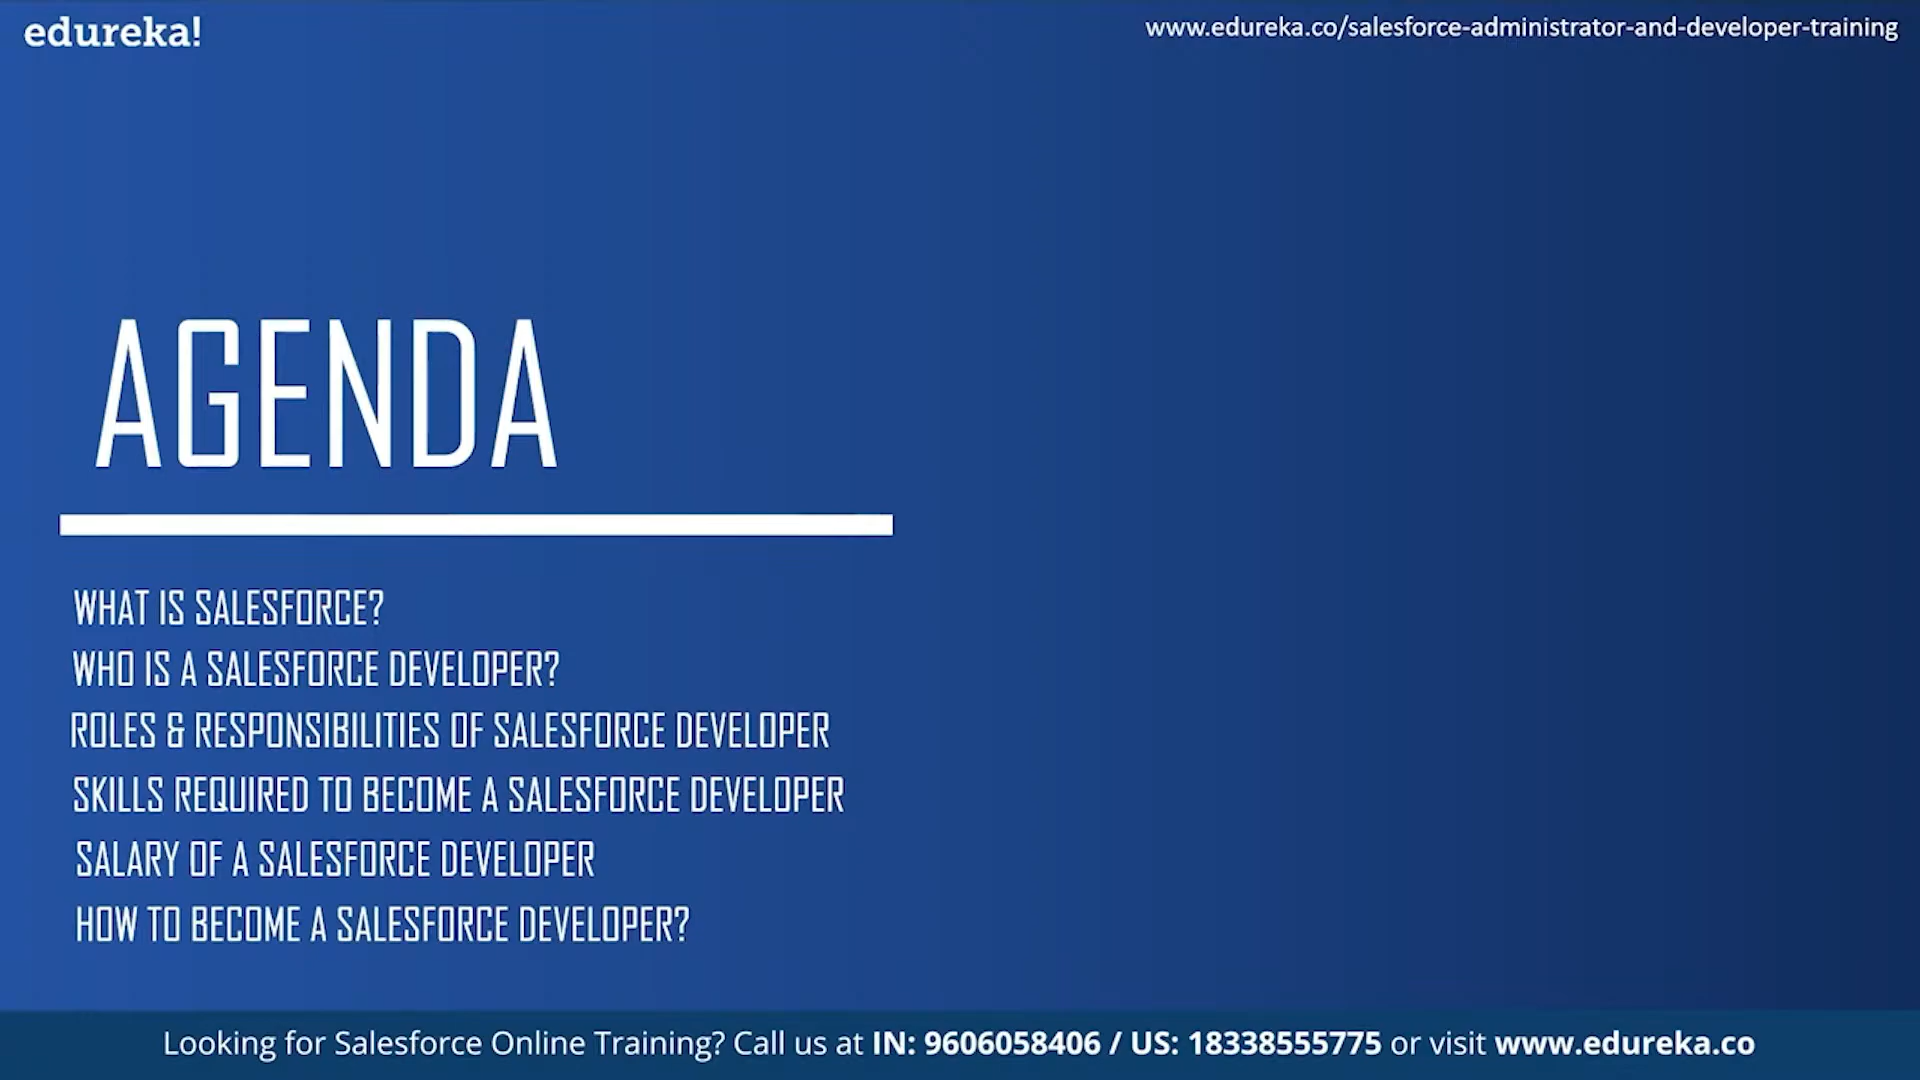 edureka!
www.edureka.co/salesforce-administrator-and-developer-training
AGENDA
WHAT IS SALESFORCE?
WHO IS A SALESFORCE DEVELOPER?
ROLES & RESPONSIBILITIES OF SALESFORCE DEVELOPER
SKILLS REQUIRED TO BECOME A SALESFORCE DEVELOPER
SALARY OF A SALESFORCE DEVELOPER
HOW TO BECOME A SALESFORCE DEVELOPER?
Looking for Salesforce Online Training? Call us at IN: 9606058406 / US: 18338555775 or visit www.edureka.co